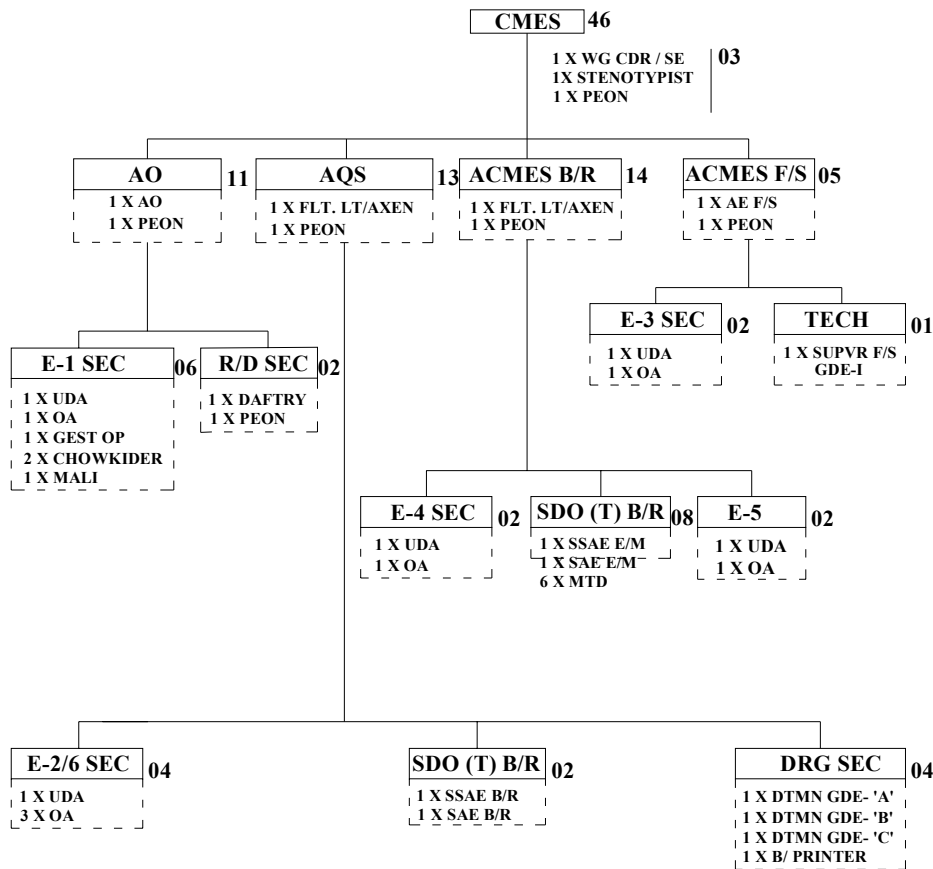 CMES 46
1 X WG CDR / SE
1X STENOTYPIST
1 X PEON
03
AO 11
1 X AO
1 X PEON
AQS 13
1 X FLT. LT/AXEN
1 X PEON
ACMES B/R 14
1 X FLT. LT/AXEN
1 X PEON
ACMES F/S 05
1 X AE F/S
1 X PEON
E-1 SEC 06
1 X UDA
1 X OA
1 X GEST OP
2 X CHOWKIDER
1 X MALI
R/D SEC 02
1 X DAFTRY
1 X PEON
E-3 SEC 02
1 X UDA
1 X OA
TECH 01
1 X SUPVR F/S
GDE-I
E-4 SEC 02
1 X UDA
1 X OA
SDO (T) B/R 08
1 X SSAE E/M
1 X SAE E/M
6 X MTD
E-5 02
1 X UDA
1 X OA
E-2/6 SEC 04
1 X UDA
3 X OA
SDO (T) B/R 02
1 X SSAE B/R
1 X SAE B/R
DRG SEC 04
1 X DTMN GDE- 'A'
1 X DTMN GDE- 'B'
1 X DTMN GDE- 'C'
1 X B/ PRINTER